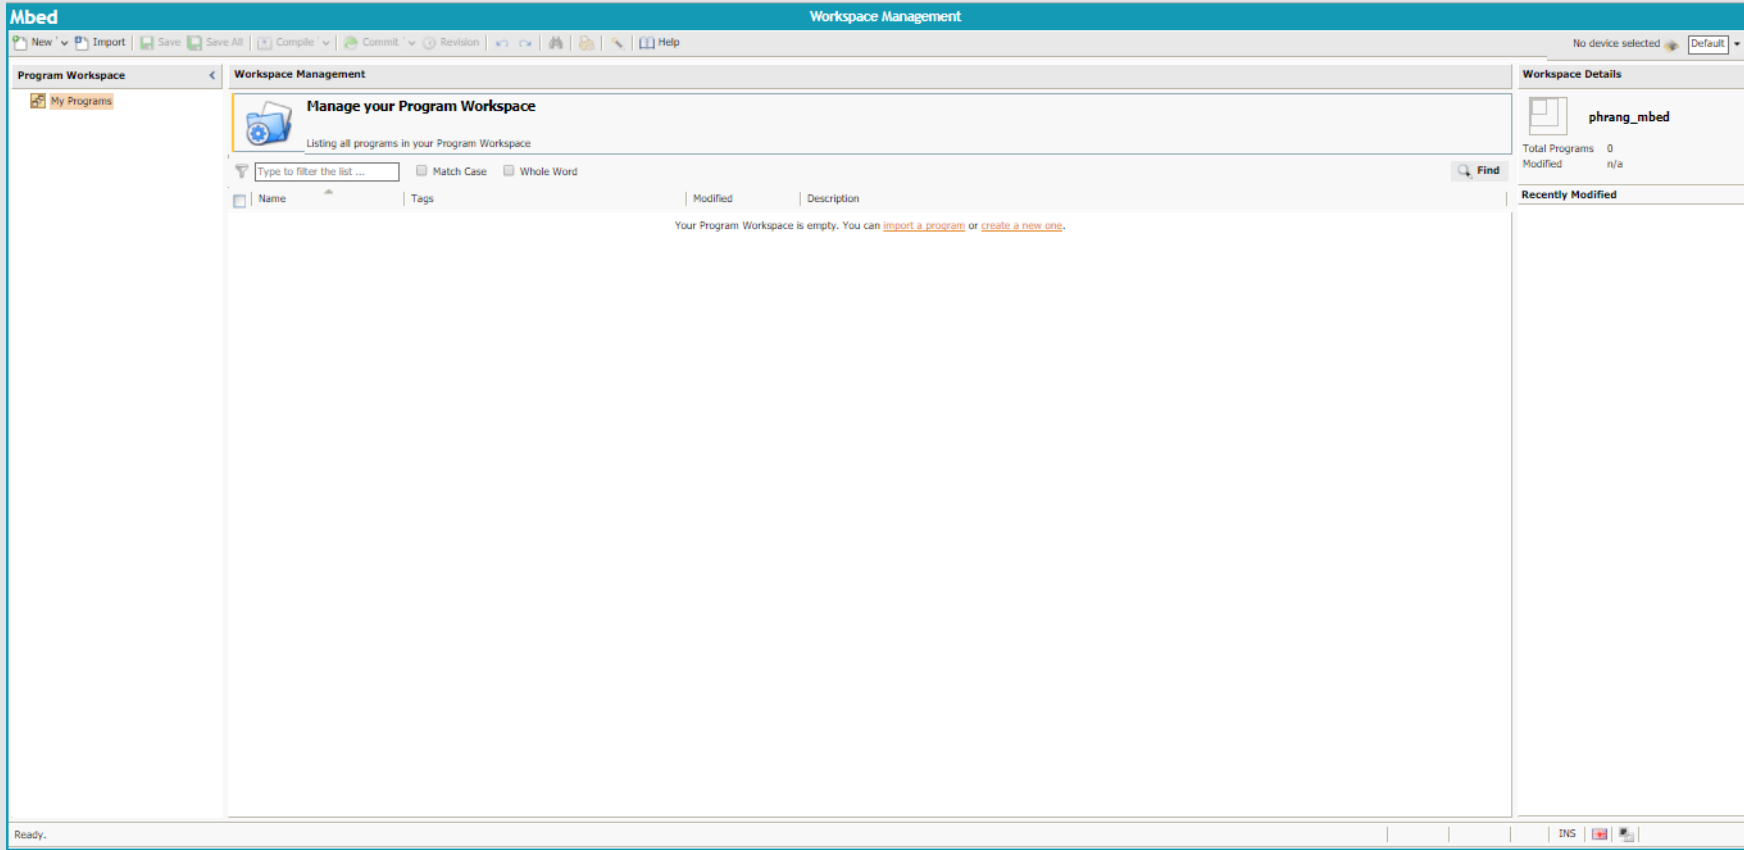 Mbed
Workspace Management
New Import Save Save All Compile Commit Revision Help
No device selected Default
Program Workspace
My Programs
Workspace Management
Manage your Program Workspace
Listing all programs in your Program Workspace
Type to filter the list ... Match Case Whole Word Find
Name Tags Modified Description
Your Program Workspace is empty. You can import a program or create a new one.
Workspace Details
phrang_mbed
Total Programs 0
Modified n/a
Recently Modified
Ready.
INS